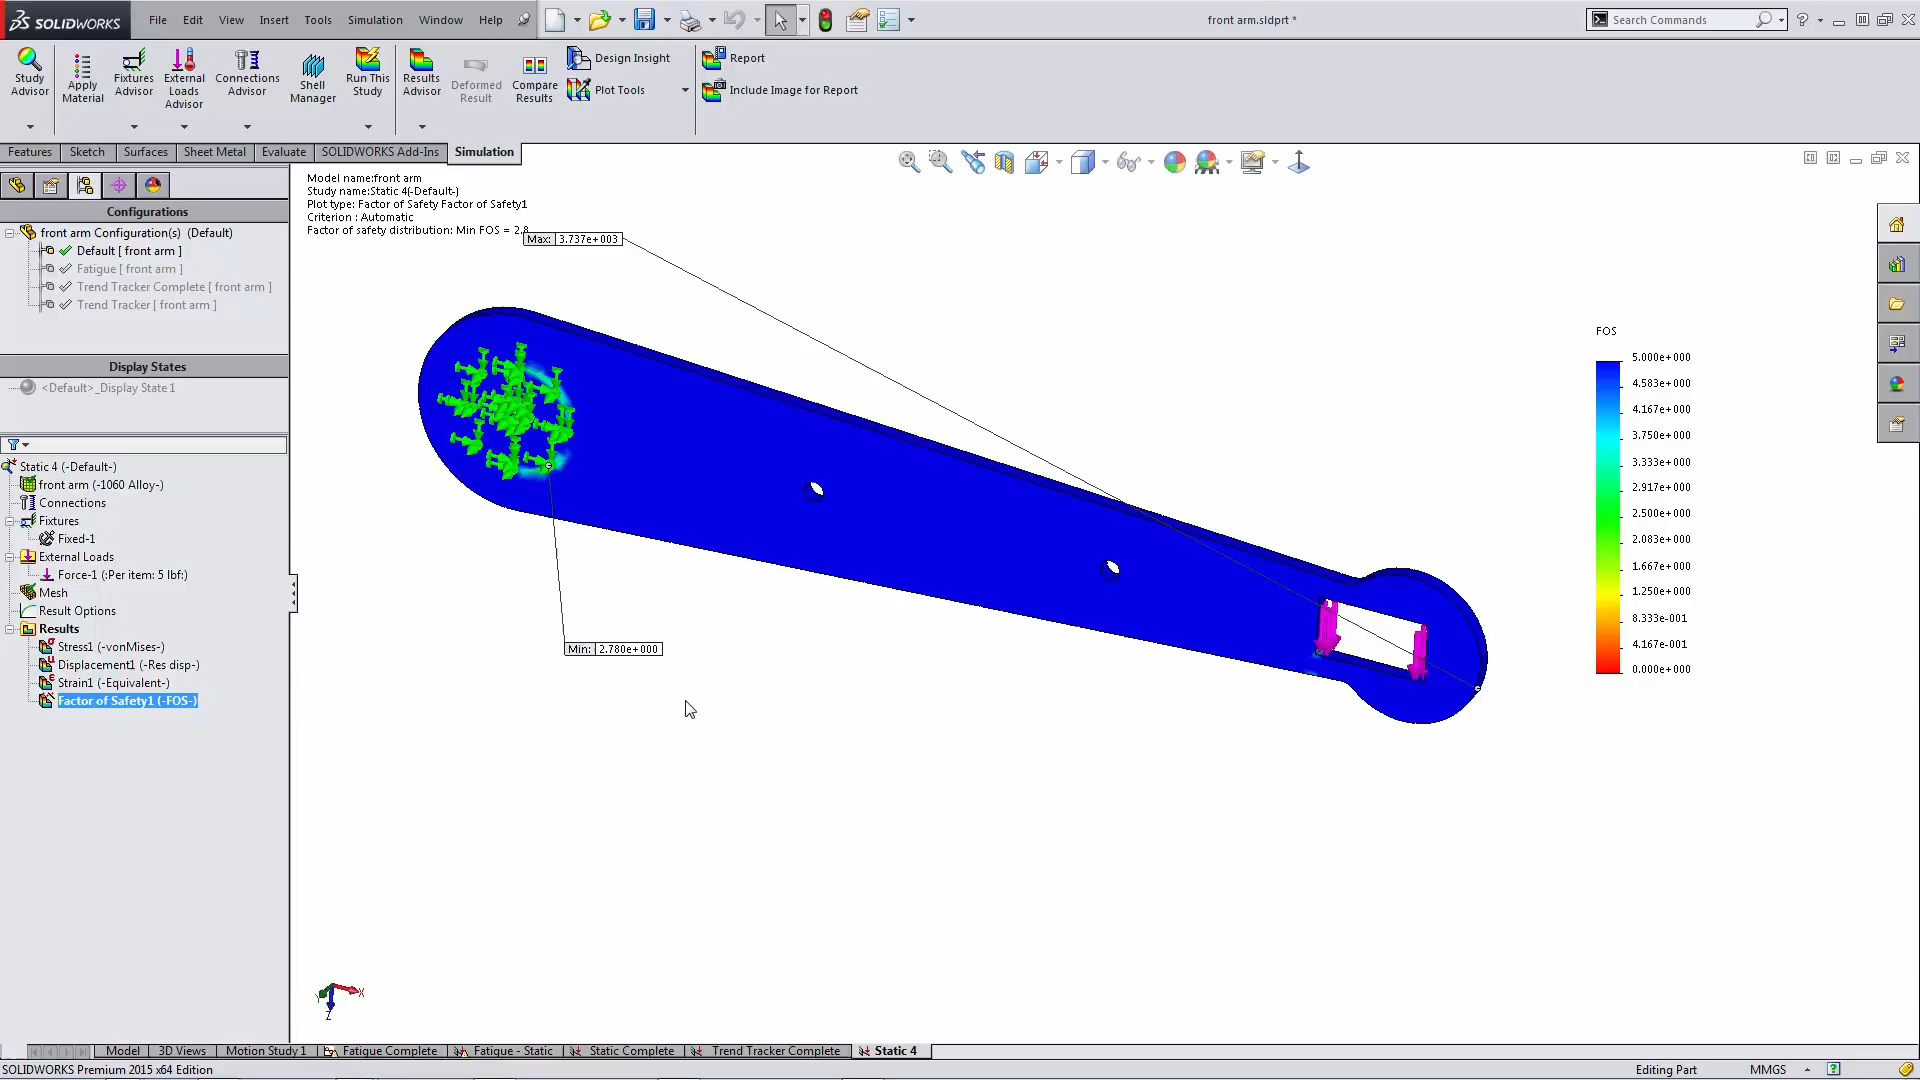 SOLIDWORKS
File Edit View Insert Tools Simulation Window Help
front arm.sldprt *
Search Commands
Study Advisor
Apply Material
Fixtures Advisor
External Loads Advisor
Connections Advisor
Shell Manager
Run This Study
Results Advisor
Deformed Result
Compare Results
Design Insight
Plot Tools
Report
Include Image for Report
Features Sketch Surfaces Sheet Metal Evaluate SOLIDWORKS Add-Ins Simulation
Configurations
front arm Configuration(s) (Default)
Default [ front arm ]
Fatigue [ front arm ]
Trend Tracker Complete [ front arm ]
Trend Tracker [ front arm ]
Display States
<Default>_Display State 1
Static 4 (-Default-)
front arm (-1060 Alloy-)
Connections
Fixtures
Fixed-1
External Loads
Force-1 (:Per item: 5 lbf:)
Mesh
Result Options
Results
Stress1 (-vonMises-)
Displacement1 (-Res disp-)
Strain1 (-Equivalent-)
Factor of Safety1 (-FOS-)
Model name:front arm
Study name:Static 4(-Default-)
Plot type: Factor of Safety Factor of Safety1
Criterion : Automatic
Factor of safety distribution: Min FOS = 2.8
Max: 3.737e+003
Min: 2.780e+000
FOS
5.000e+000
4.583e+000
4.167e+000
3.750e+000
3.333e+000
2.917e+000
2.500e+000
2.083e+000
1.667e+000
1.250e+000
8.333e-001
4.167e-001
0.000e+000
X
Y
Z
Model 3D Views Motion Study 1 Fatigue Complete Fatigue - Static Static Complete Trend Tracker Complete Static 4
SOLIDWORKS Premium 2015 x64 Edition
Editing Part
MMGS